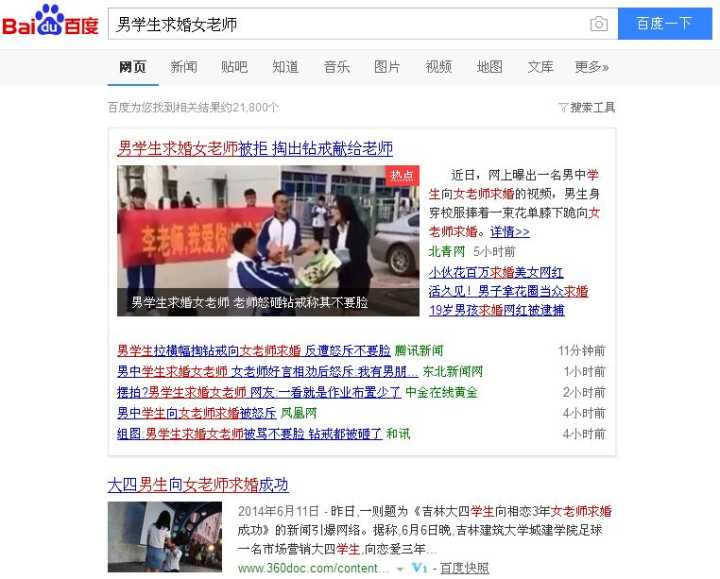 Bai du 百度
男学生求婚女老师
百度一下
网页 新闻 贴吧 知道 音乐 图片 视频 地图 文库 更多»
百度为您找到相关结果约21,800个
搜索工具
男学生求婚女老师被拒 掏出钻戒献给老师
热点
李老师,我爱你
男学生求婚女老师 老师怒砸钻戒称其不要脸
近日，网上曝出一名男中学
生向女老师求婚的视频，男生身
穿校服捧着一束花单膝下跪向女
老师求婚。详情>>
北青网 5小时前
小伙花百万求婚美女网红
活久见！男子拿花圈当众求婚
19岁男孩求婚网红被逮捕
男学生拉横幅掏钻戒向女老师求婚 反遭怒斥不要脸 腾讯新闻 11分钟前
男中学生求婚女老师 女老师好言相劝后怒斥 我有男朋... 东北新闻网 1小时前
摆拍?男学生求婚女老师 网友:一看就是作业布置少了 中金在线黄金 2小时前
男中学生向女老师求婚被怒斥 凤凰网 4小时前
组图:男学生求婚女老师被骂不要脸 钻戒都被砸了 和讯 4小时前
大四男生向女老师求婚成功
2014年6月11日 - 昨日,一则题为《吉林大四学生向相恋3年女老师求婚
成功》的新闻引爆网络。据称,6月6日晚,吉林建筑大学城建学院足球
一名市场营销大四学生,向恋爱三年...
www.360doc.com/content... V1 - 百度快照